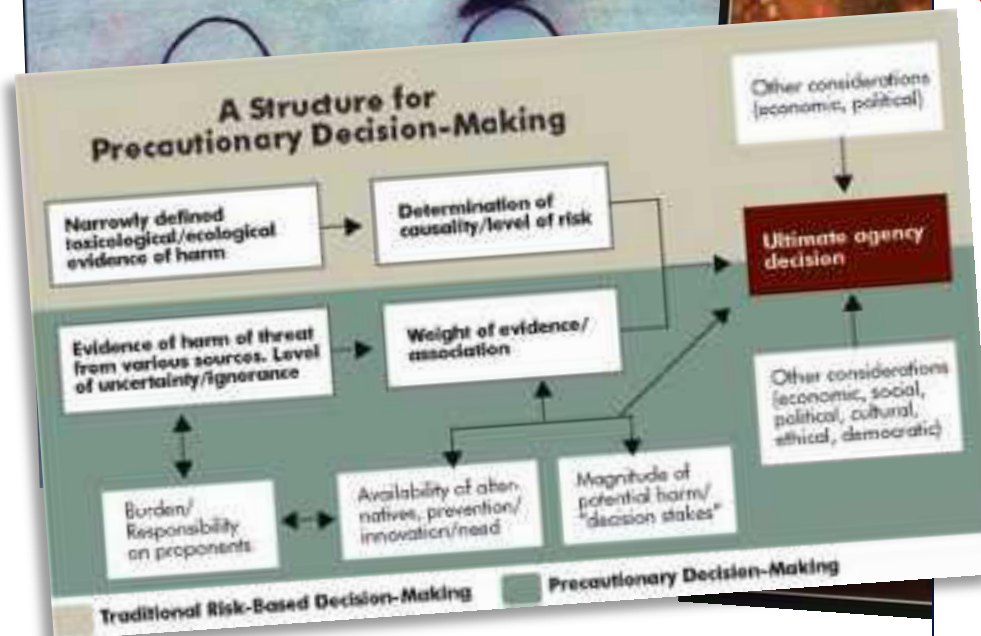 A Structure for
Precautionary Decision-Making
Other considerations
(economic, political)
Narrowly defined
toxicological/ecological
evidence of harm
Determination of
causality/level of risk
Ultimate agency
decision
Evidence of harm of threat
from various sources. Level
of uncertainty/ignorance
Weight of evidence/
association
Other considerations
(economic, social,
political, cultural,
ethical, democratic)
Burden/
Responsibility
on proponents
Availability of alter-
natives, prevention/
innovation/need
Magnitude of
potential harm/
"decision stakes"
Traditional Risk-Based Decision-Making
Precautionary Decision-Making